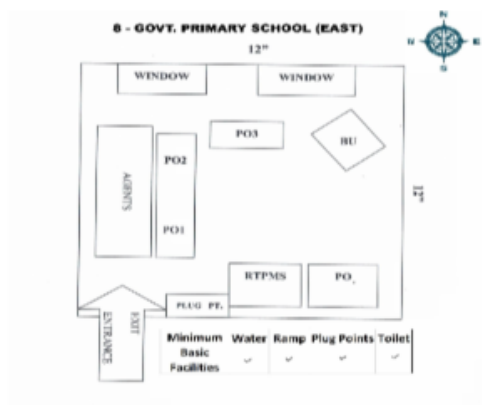 8 - GOVT. PRIMARY SCHOOL (EAST)
N
N E
S
12"
WINDOW WINDOW
PO3
BU
PO2
AGENTS
12"
PO1
RTPMS PO.
PLUG PT.
EXIT
ENTRANCE
Minimum Basic Facilities Water Ramp Plug Points Toilet